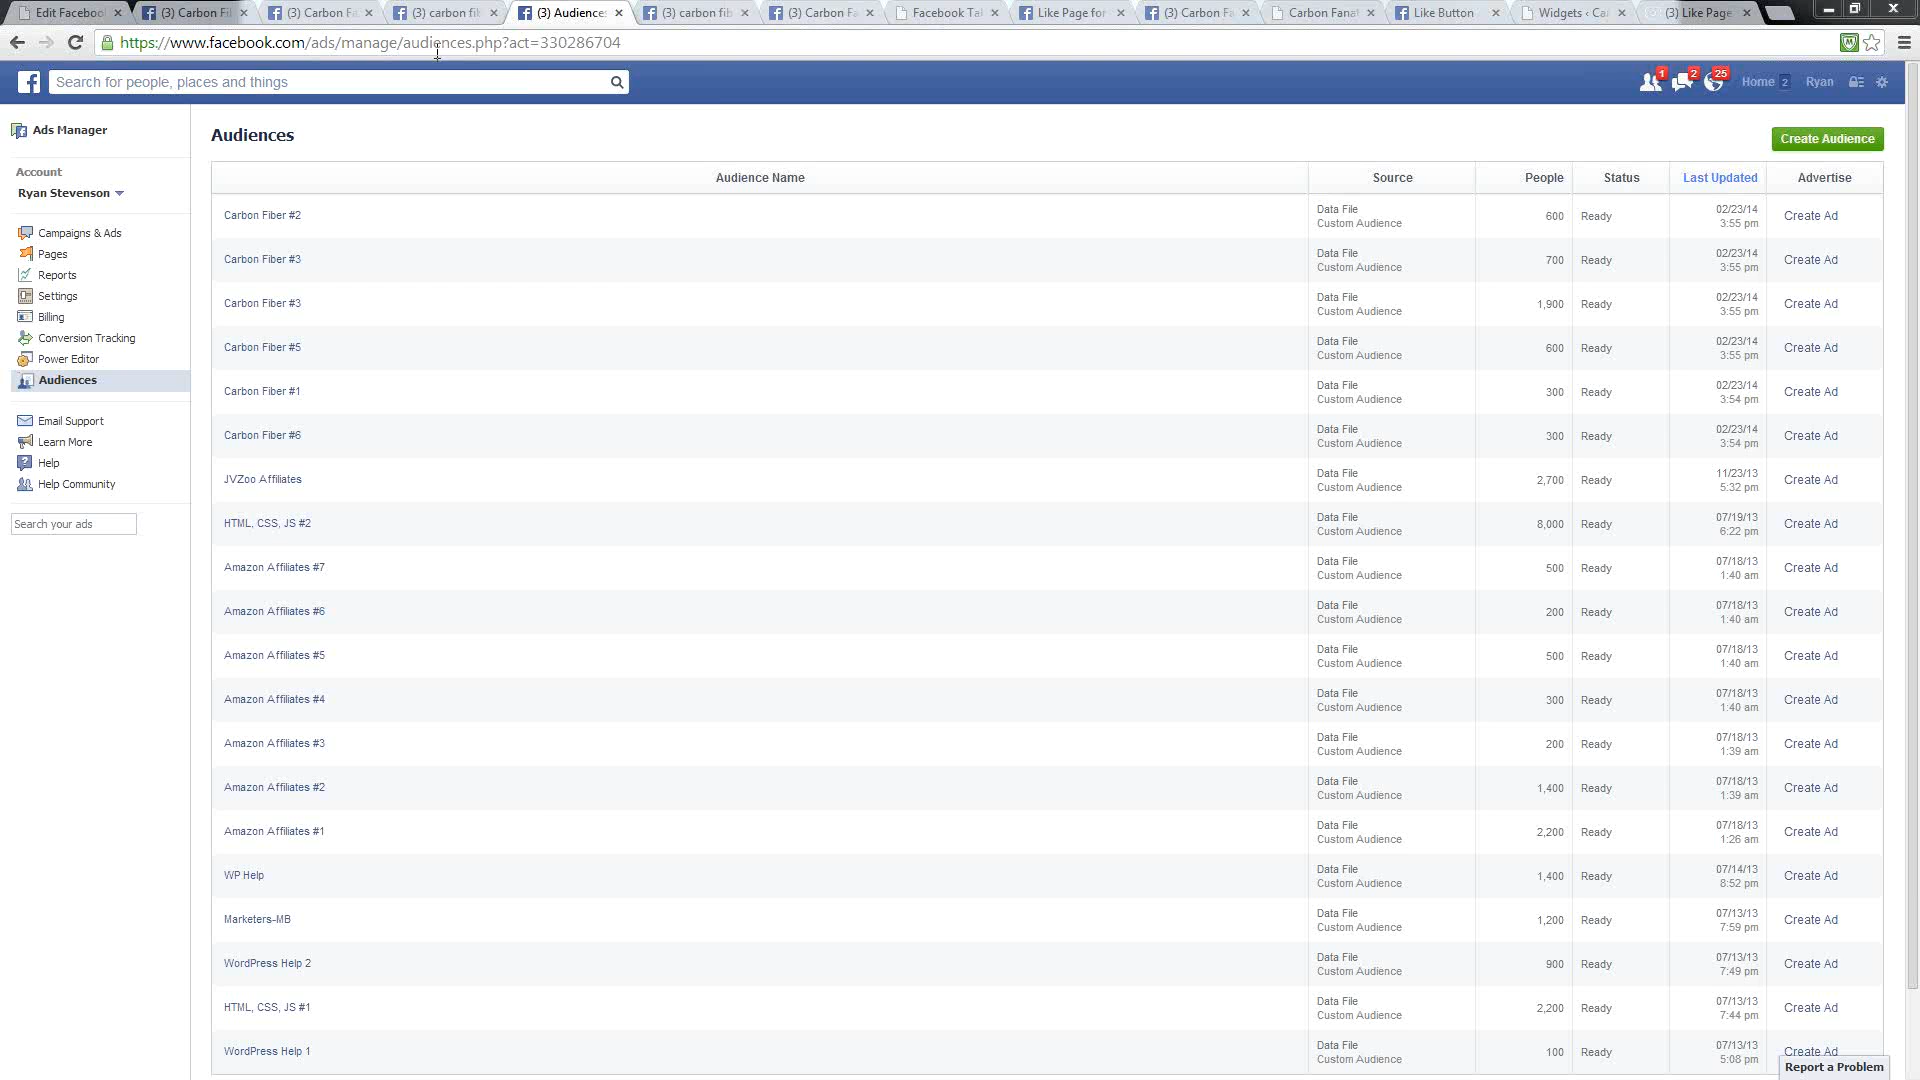 Edit Facebook
(3) Carbon Fi
(3) Carbon Fa
(3) carbon fib
(3) Audiences
(3) carbon fib
(3) Carbon Fa
Facebook Tal
Like Page for
(3) Carbon Fa
Carbon Fanat
Like Button
Widgets ‹ Ca
(3) Like Page
https://www.facebook.com/ads/manage/audiences.php?act=330286704
Search for people, places and things
1
2
25
Home 2
Ryan
Ads Manager
Account
Ryan Stevenson
Campaigns & Ads
Pages
Reports
Settings
Billing
Conversion Tracking
Power Editor
Audiences
Email Support
Learn More
Help
Help Community
Search your ads
Audiences
Create Audience
Audience Name Source People Status Last Updated Advertise
Carbon Fiber #2 Data File Custom Audience 600 Ready 02/23/14 3:55 pm Create Ad
Carbon Fiber #3 Data File Custom Audience 700 Ready 02/23/14 3:55 pm Create Ad
Carbon Fiber #3 Data File Custom Audience 1,900 Ready 02/23/14 3:55 pm Create Ad
Carbon Fiber #5 Data File Custom Audience 600 Ready 02/23/14 3:55 pm Create Ad
Carbon Fiber #1 Data File Custom Audience 300 Ready 02/23/14 3:54 pm Create Ad
Carbon Fiber #6 Data File Custom Audience 300 Ready 02/23/14 3:54 pm Create Ad
JVZoo Affiliates Data File Custom Audience 2,700 Ready 11/23/13 5:32 pm Create Ad
HTML, CSS, JS #2 Data File Custom Audience 8,000 Ready 07/19/13 6:22 pm Create Ad
Amazon Affiliates #7 Data File Custom Audience 500 Ready 07/18/13 1:40 am Create Ad
Amazon Affiliates #6 Data File Custom Audience 200 Ready 07/18/13 1:40 am Create Ad
Amazon Affiliates #5 Data File Custom Audience 500 Ready 07/18/13 1:40 am Create Ad
Amazon Affiliates #4 Data File Custom Audience 300 Ready 07/18/13 1:40 am Create Ad
Amazon Affiliates #3 Data File Custom Audience 200 Ready 07/18/13 1:39 am Create Ad
Amazon Affiliates #2 Data File Custom Audience 1,400 Ready 07/18/13 1:39 am Create Ad
Amazon Affiliates #1 Data File Custom Audience 2,200 Ready 07/18/13 1:26 am Create Ad
WP Help Data File Custom Audience 1,400 Ready 07/14/13 8:52 pm Create Ad
Marketers-MB Data File Custom Audience 1,200 Ready 07/13/13 7:59 pm Create Ad
WordPress Help 2 Data File Custom Audience 900 Ready 07/13/13 7:49 pm Create Ad
HTML, CSS, JS #1 Data File Custom Audience 2,200 Ready 07/13/13 7:44 pm Create Ad
WordPress Help 1 Data File Custom Audience 100 Ready 07/13/13 5:08 pm Create Ad
Report a Problem